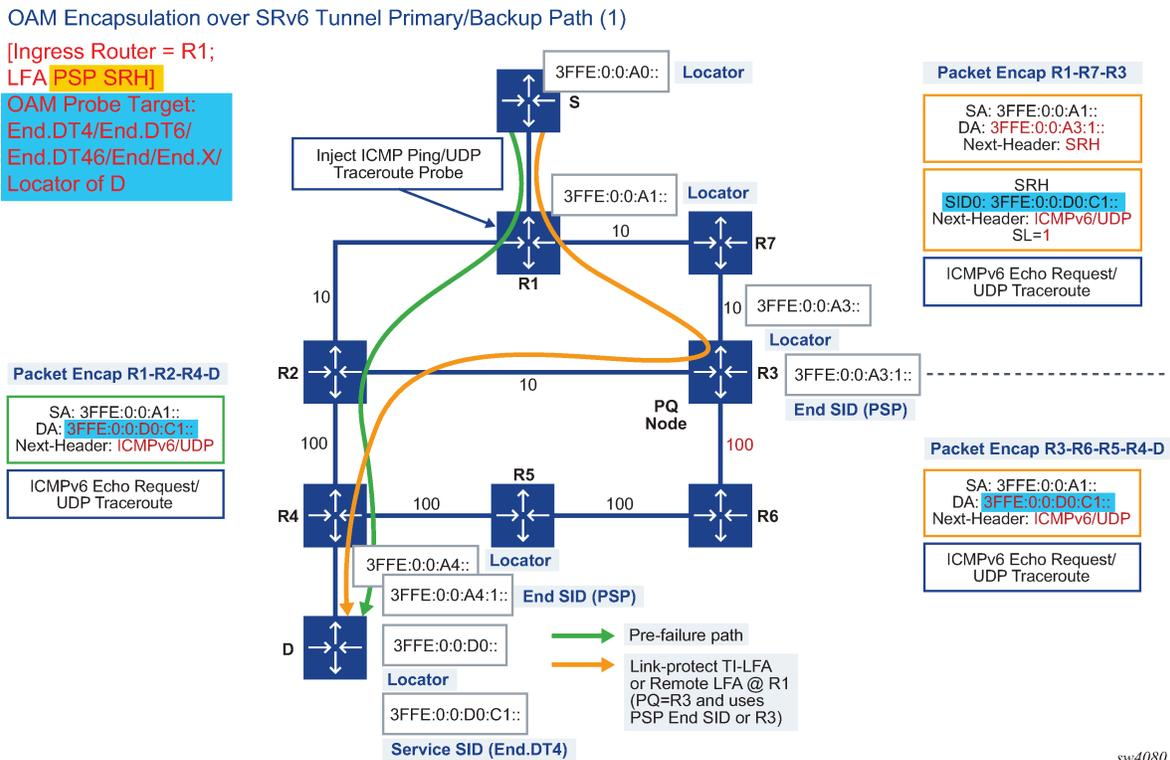 OAM Encapsulation over SRv6 Tunnel Primary/Backup Path (1)
[Ingress Router = R1;
LFA PSP SRH]
OAM Probe Target:
End.DT4/End.DT6/
End.DT46/End/End.X/
Locator of D
3FFE:0:0:A0::
Locator
S
Inject ICMP Ping/UDP
Traceroute Probe
3FFE:0:0:A1::
Locator
10
R7
R1
10
10
3FFE:0:0:A3::
Locator
R2
10
R3
3FFE:0:0:A3:1::
End SID (PSP)
PQ
Node
100
100
R5
R4
100
100
R6
3FFE:0:0:A4::
Locator
3FFE:0:0:A4:1::
End SID (PSP)
D
3FFE:0:0:D0::
Locator
3FFE:0:0:D0:C1::
Service SID (End.DT4)
Pre-failure path
Link-protect TI-LFA
or Remote LFA @ R1
(PQ=R3 and uses
PSP End SID or R3)
Packet Encap R1-R2-R4-D
SA: 3FFE:0:0:A1::
DA: 3FFE:0:0:D0:C1::
Next-Header: ICMPv6/UDP
ICMPv6 Echo Request/
UDP Traceroute
Packet Encap R1-R7-R3
SA: 3FFE:0:0:A1::
DA: 3FFE:0:0:A3:1::
Next-Header: SRH
SRH
SID0: 3FFE:0:0:D0:C1::
Next-Header: ICMPv6/UDP
SL=1
ICMPv6 Echo Request/
UDP Traceroute
Packet Encap R3-R6-R5-R4-D
SA: 3FFE:0:0:A1::
DA: 3FFE:0:0:D0:C1::
Next-Header: ICMPv6/UDP
ICMPv6 Echo Request/
UDP Traceroute
sw4080